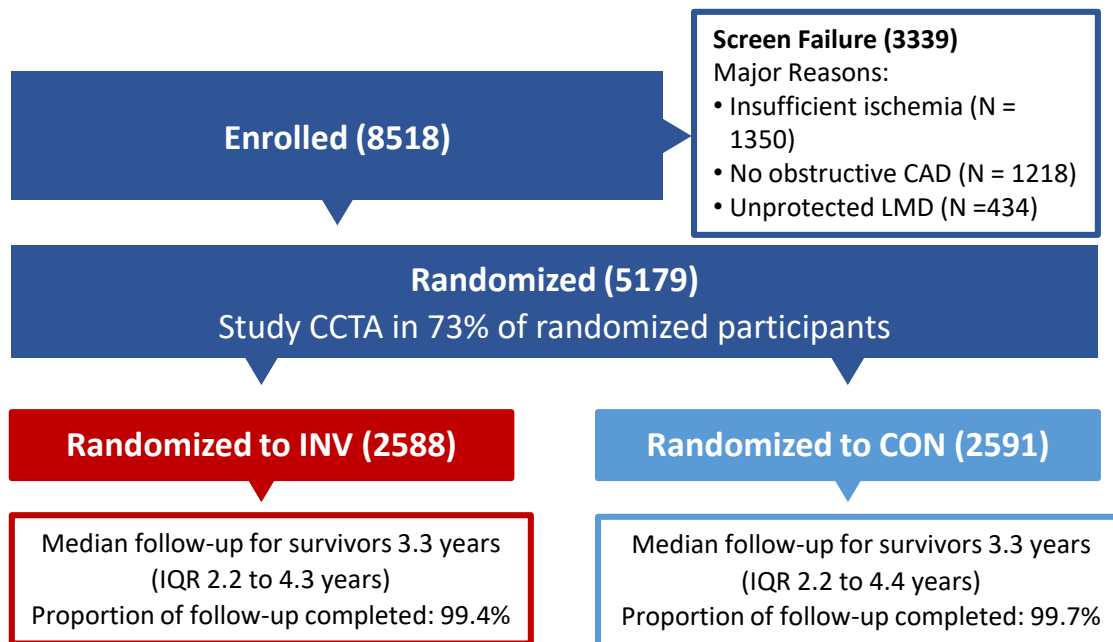 Enrolled (8518)
Screen Failure (3339)
Major Reasons:
• Insufficient ischemia (N =
1350)
• No obstructive CAD (N = 1218)
• Unprotected LMD (N =434)
Randomized (5179)
Study CCTA in 73% of randomized participants
Randomized to INV (2588)
Randomized to CON (2591)
Median follow-up for survivors 3.3 years
(IQR 2.2 to 4.3 years)
Proportion of follow-up completed: 99.4%
Median follow-up for survivors 3.3 years
(IQR 2.2 to 4.4 years)
Proportion of follow-up completed: 99.7%